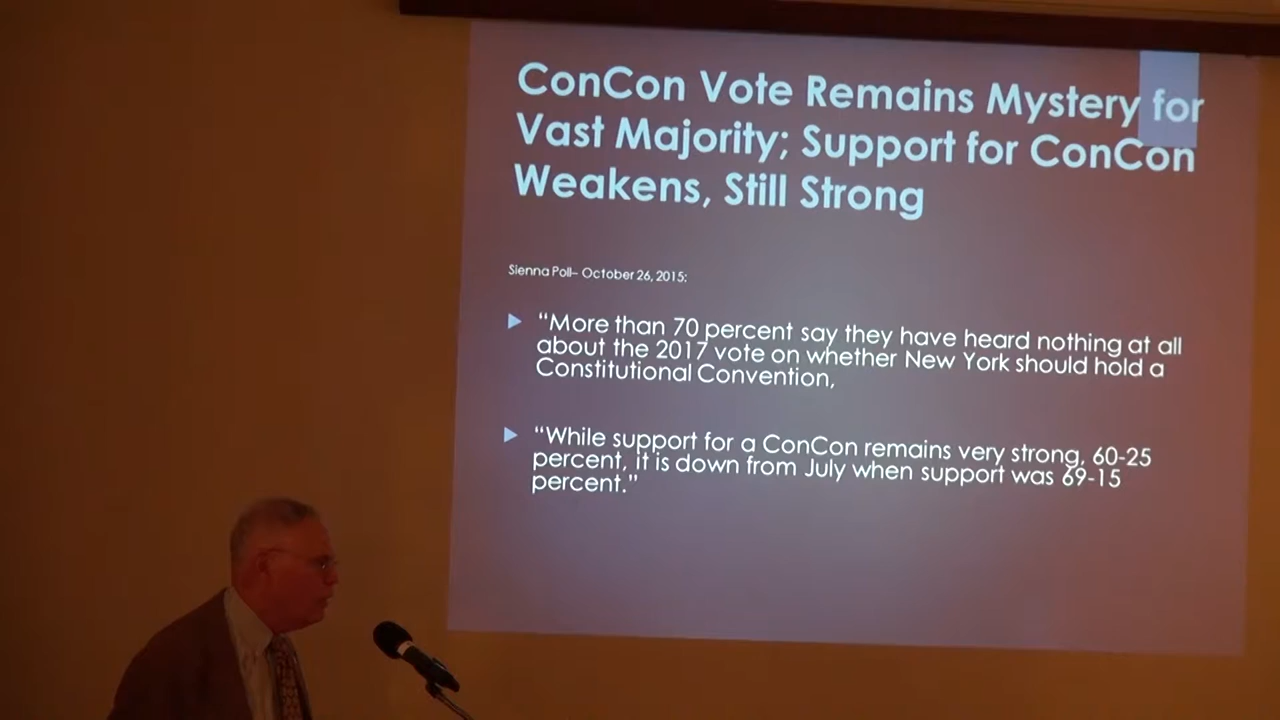 ConCon Vote Remains Mystery for
Vast Majority; Support for ConCon
Weakens, Still Strong
Sienna Poll– October 26, 2015:
“More than 70 percent say they have heard nothing at all
about the 2017 vote on whether New York should hold a
Constitutional Convention,
“While support for a ConCon remains very strong, 60-25
percent, it is down from July when support was 69-15
percent.”